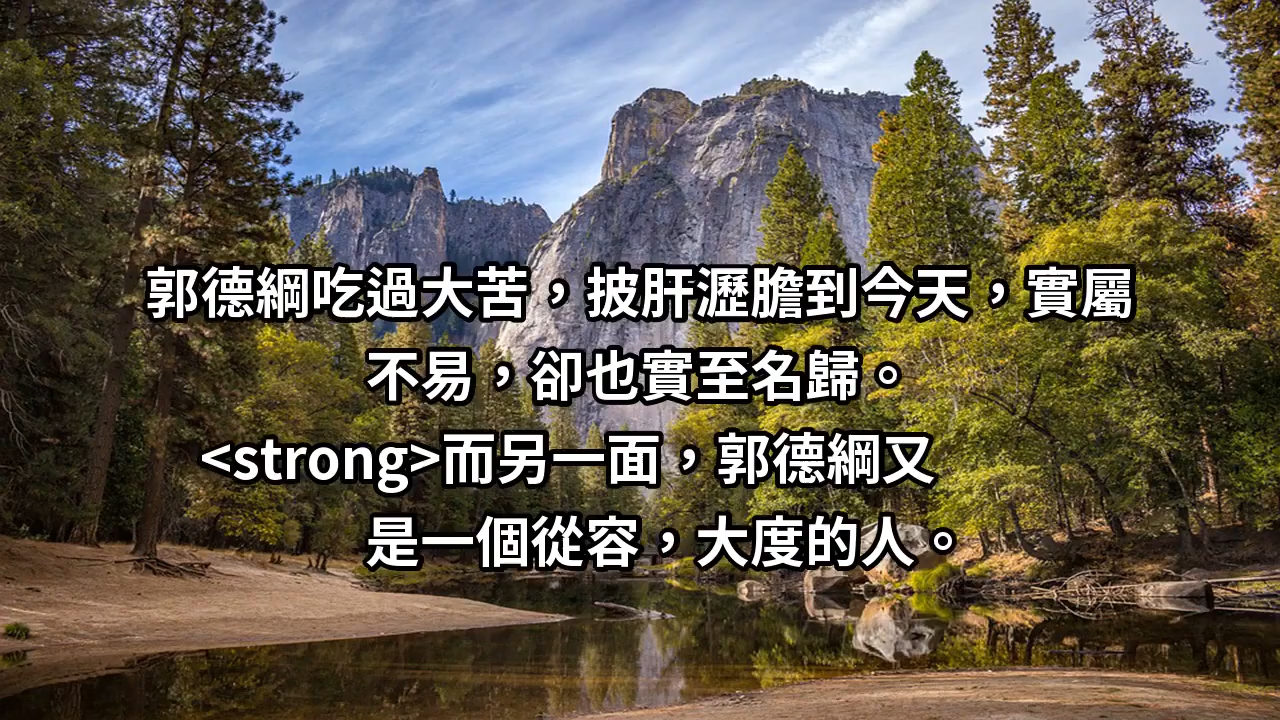 郭德綱吃過大苦，披肝瀝膽到今天，實屬
不易，卻也實至名歸。
<strong>而另一面，郭德綱又
是一個從容，大度的人。